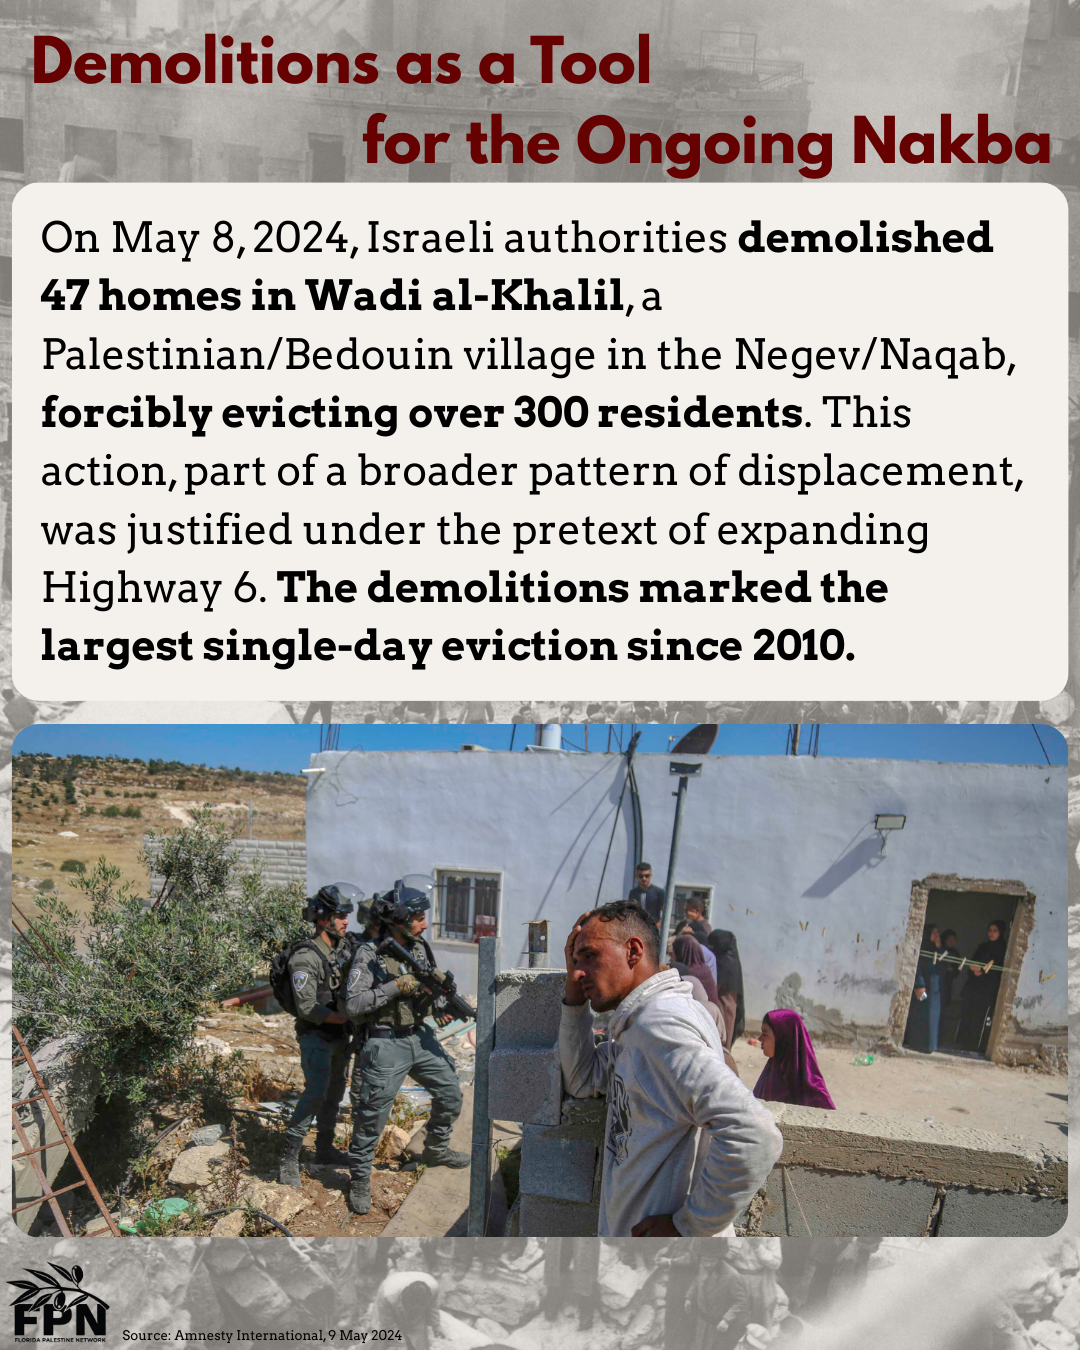 Demolitions as a Tool
for the Ongoing Nakba
On May 8, 2024, Israeli authorities demolished
47 homes in Wadi al-Khalil, a
Palestinian/Bedouin village in the Negev/Naqab,
forcibly evicting over 300 residents. This
action, part of a broader pattern of displacement,
was justified under the pretext of expanding
Highway 6. The demolitions marked the
largest single-day eviction since 2010.
FPN
FLORIDA PALESTINE NETWORK
Source: Amnesty International, 9 May 2024